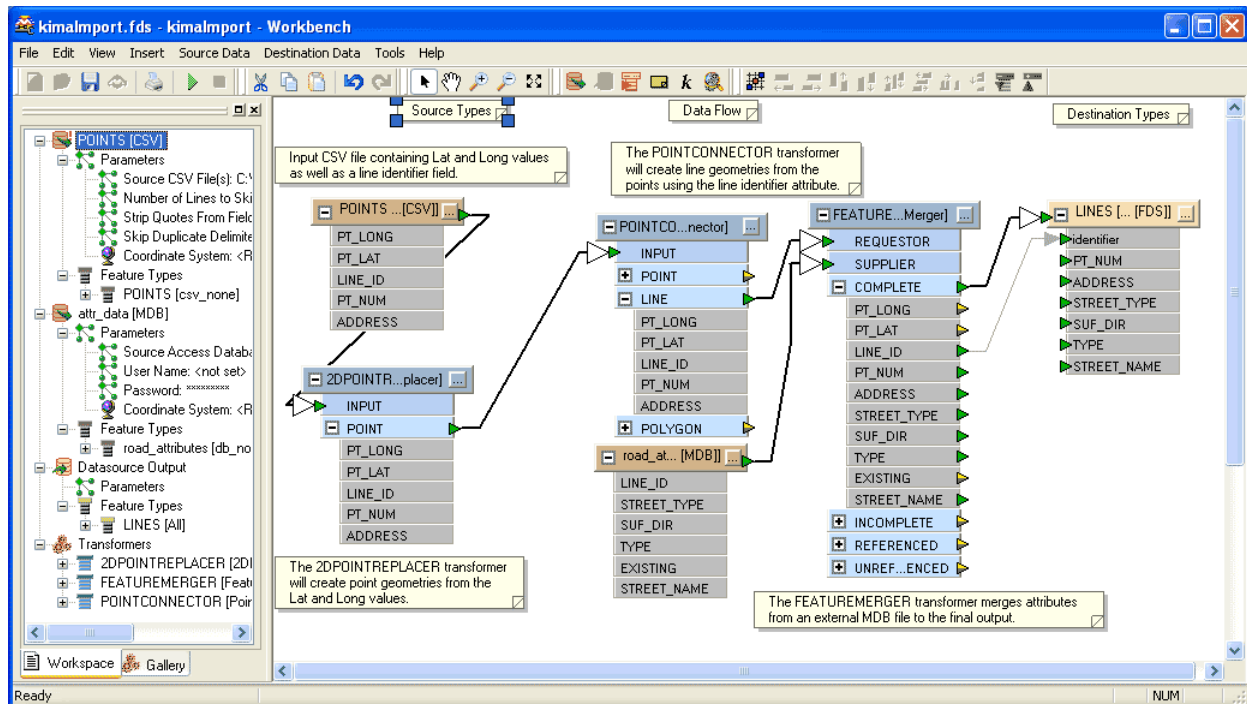 kimaImport.fds - kimaImport - Workbench
File Edit View Insert Source Data Destination Data Tools Help
POINTS [CSV]
Parameters
Source CSV File(s): C:\
Number of Lines to Ski
Strip Quotes From Field
Skip Duplicate Delimite
Coordinate System: <R
Feature Types
POINTS [csv_none]
attr_data [MDB]
Parameters
Source Access Databa
User Name: <not set>
Password: *********
Coordinate System: <R
Feature Types
road_attributes [db_no
Datasource Output
Parameters
Feature Types
LINES [All]
Transformers
2DPOINTREPLACER [2DI
FEATUREMERGER [Featu
POINTCONNECTOR [Poir
Workspace
Gallery
Source Types
Data Flow
Destination Types
Input CSV file containing Lat and Long values
as well as a line identifier field.
The POINTCONNECTOR transformer
will create line geometries from the
points using the line identifier attribute.
POINTS ...[CSV]] ...
PT_LONG
PT_LAT
LINE_ID
PT_NUM
ADDRESS
2DPOINTR...placer] ...
INPUT
POINT
PT_LONG
PT_LAT
LINE_ID
PT_NUM
ADDRESS
The 2DPOINTREPLACER transformer
will create point geometries from the
Lat and Long values.
POINTCO...nector] ...
INPUT
POINT
LINE
PT_LONG
PT_LAT
LINE_ID
PT_NUM
ADDRESS
POLYGON
road_at... [MDB]] ...
LINE_ID
STREET_TYPE
SUF_DIR
TYPE
EXISTING
STREET_NAME
FEATURE...Merger] ...
REQUESTOR
SUPPLIER
COMPLETE
PT_LONG
PT_LAT
LINE_ID
PT_NUM
ADDRESS
STREET_TYPE
SUF_DIR
TYPE
EXISTING
STREET_NAME
INCOMPLETE
REFERENCED
UNREF...ENCED
The FEATUREMERGER transformer merges attributes
from an external MDB file to the final output.
LINES [... [FDS]] ...
identifier
PT_NUM
ADDRESS
STREET_TYPE
SUF_DIR
TYPE
STREET_NAME
Ready
NUM